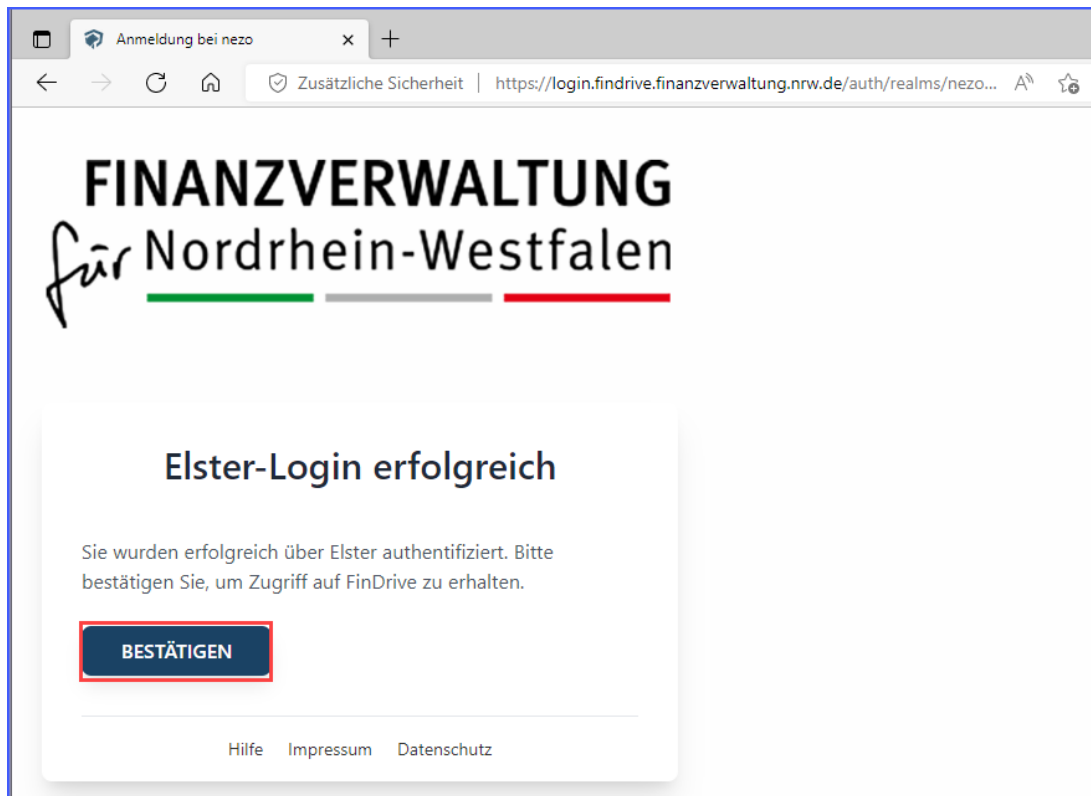 Anmeldung bei nezo
Zusätzliche Sicherheit | https://login.findrive.finanzverwaltung.nrw.de/auth/realms/nezo...
FINANZVERWALTUNG
für Nordrhein-Westfalen
Elster-Login erfolgreich
Sie wurden erfolgreich über Elster authentifiziert. Bitte
bestätigen Sie, um Zugriff auf FinDrive zu erhalten.
BESTÄTIGEN
Hilfe Impressum Datenschutz